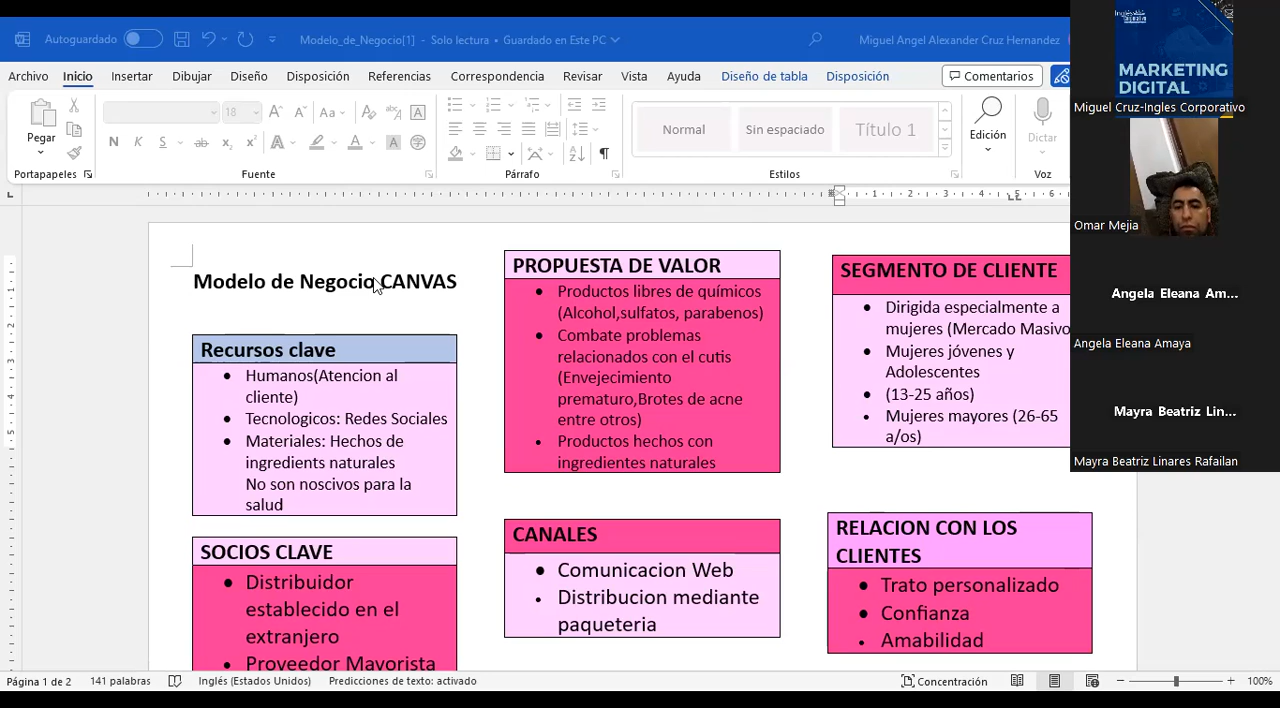 Autoguardado
Modelo_de_Negocio[1] - Solo lectura • Guardado en Este PC
Miguel Angel Alexander Cruz Hernandez
Archivo Inicio Insertar Dibujar Diseño Disposición Referencias Correspondencia Revisar Vista Ayuda Diseño de tabla Disposición Comentarios
Pegar
18
Aa
N K S ab x x A A A
Normal
Sin espaciado
Título 1
Edición
Dictar
Portapapeles
Fuente
Párrafo
Estilos
Voz
1 2 3 4 5 6
Modelo de Negocio CANVAS
Recursos clave
• Humanos(Atencion al
cliente)
• Tecnologicos: Redes Sociales
• Materiales: Hechos de
ingredients naturales
No son noscivos para la
salud
SOCIOS CLAVE
• Distribuidor
establecido en el
extranjero
• Proveedor Mayorista
PROPUESTA DE VALOR
• Productos libres de químicos
(Alcohol,sulfatos, parabenos)
• Combate problemas
relacionados con el cutis
(Envejecimiento
prematuro,Brotes de acne
entre otros)
• Productos hechos con
ingredientes naturales
CANALES
• Comunicacion Web
• Distribucion mediante
paqueteria
SEGMENTO DE CLIENTE
• Dirigida especialmente a
mujeres (Mercado Masivo
• Mujeres jóvenes y
Adolescentes
• (13-25 años)
• Mujeres mayores (26-65
a/os)
RELACION CON LOS
CLIENTES
• Trato personalizado
• Confianza
• Amabilidad
MARKETING
DIGITAL
Miguel Cruz-Ingles Corporativo
Omar Mejia
Angela Eleana Am...
Angela Eleana Amaya
Mayra Beatriz Lin...
Mayra Beatriz Linares Rafailan
Página 1 de 2 141 palabras Inglés (Estados Unidos) Predicciones de texto: activado Concentración 100%